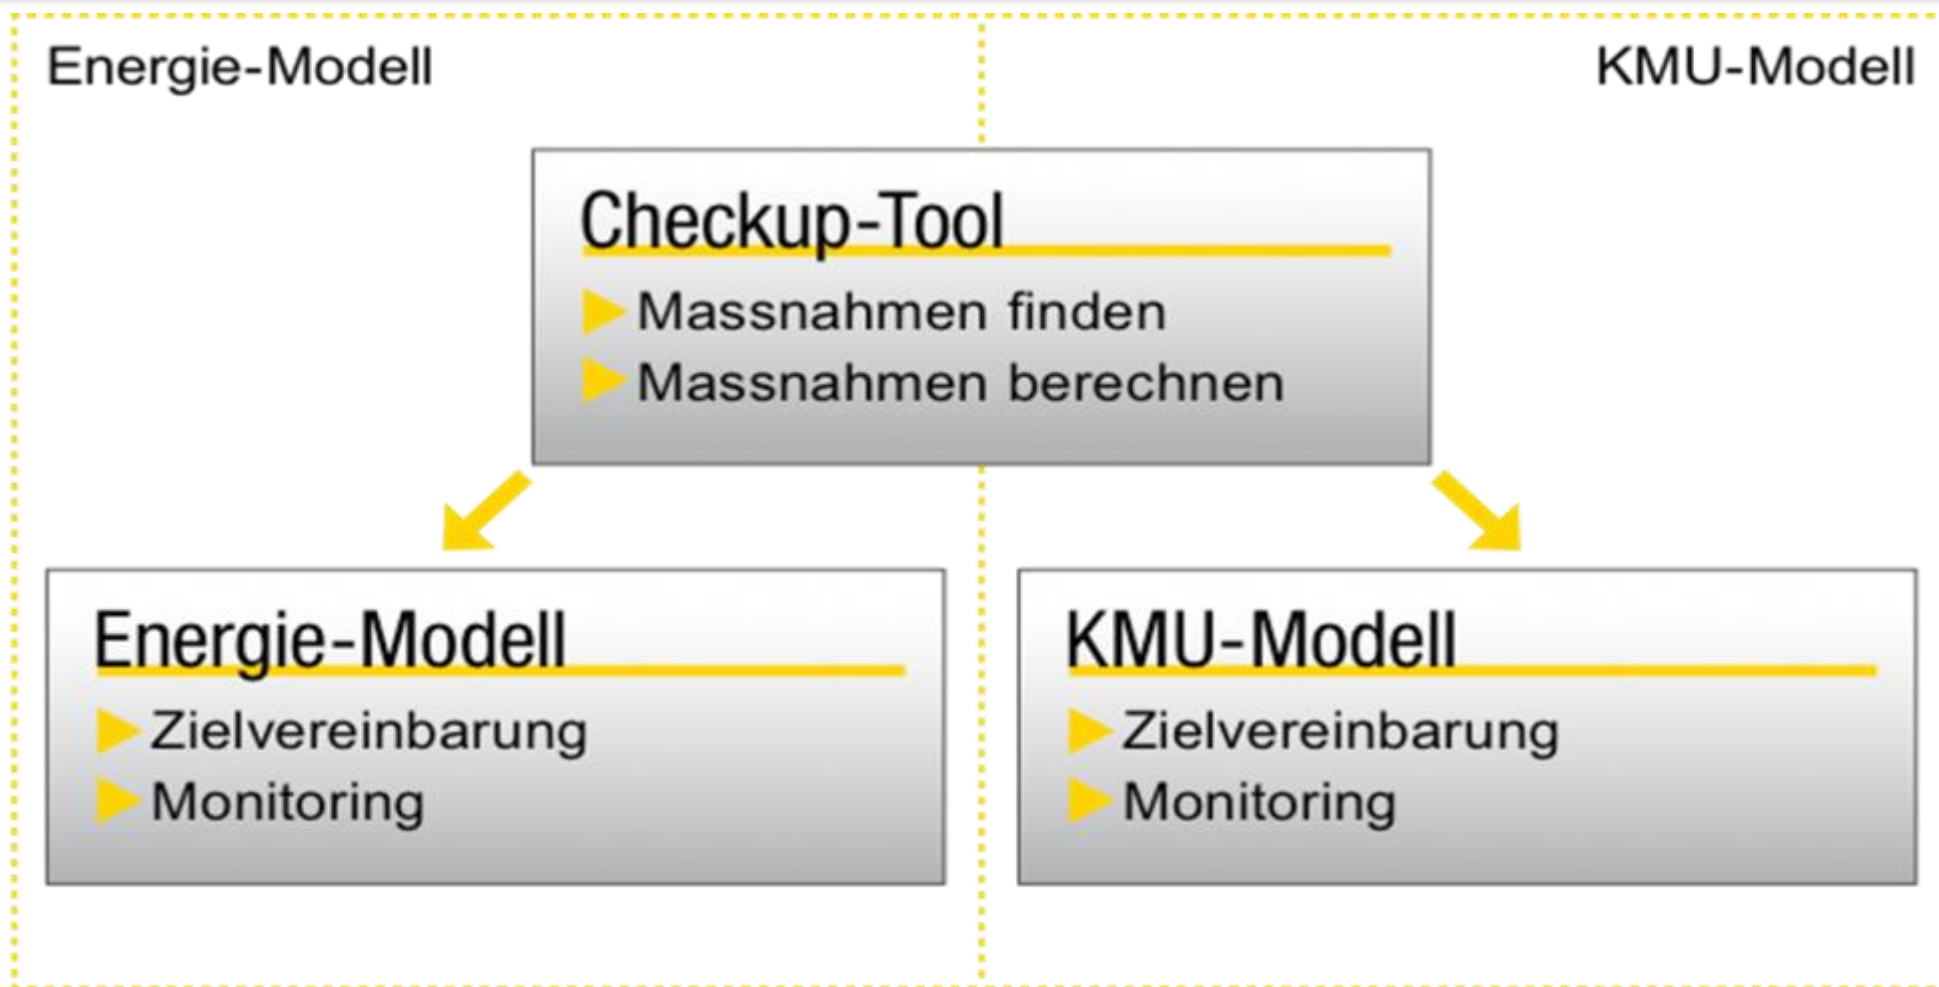 Energie-Modell
KMU-Modell
Checkup-Tool
Massnahmen finden
Massnahmen berechnen
Energie-Modell
Zielvereinbarung
Monitoring
KMU-Modell
Zielvereinbarung
Monitoring